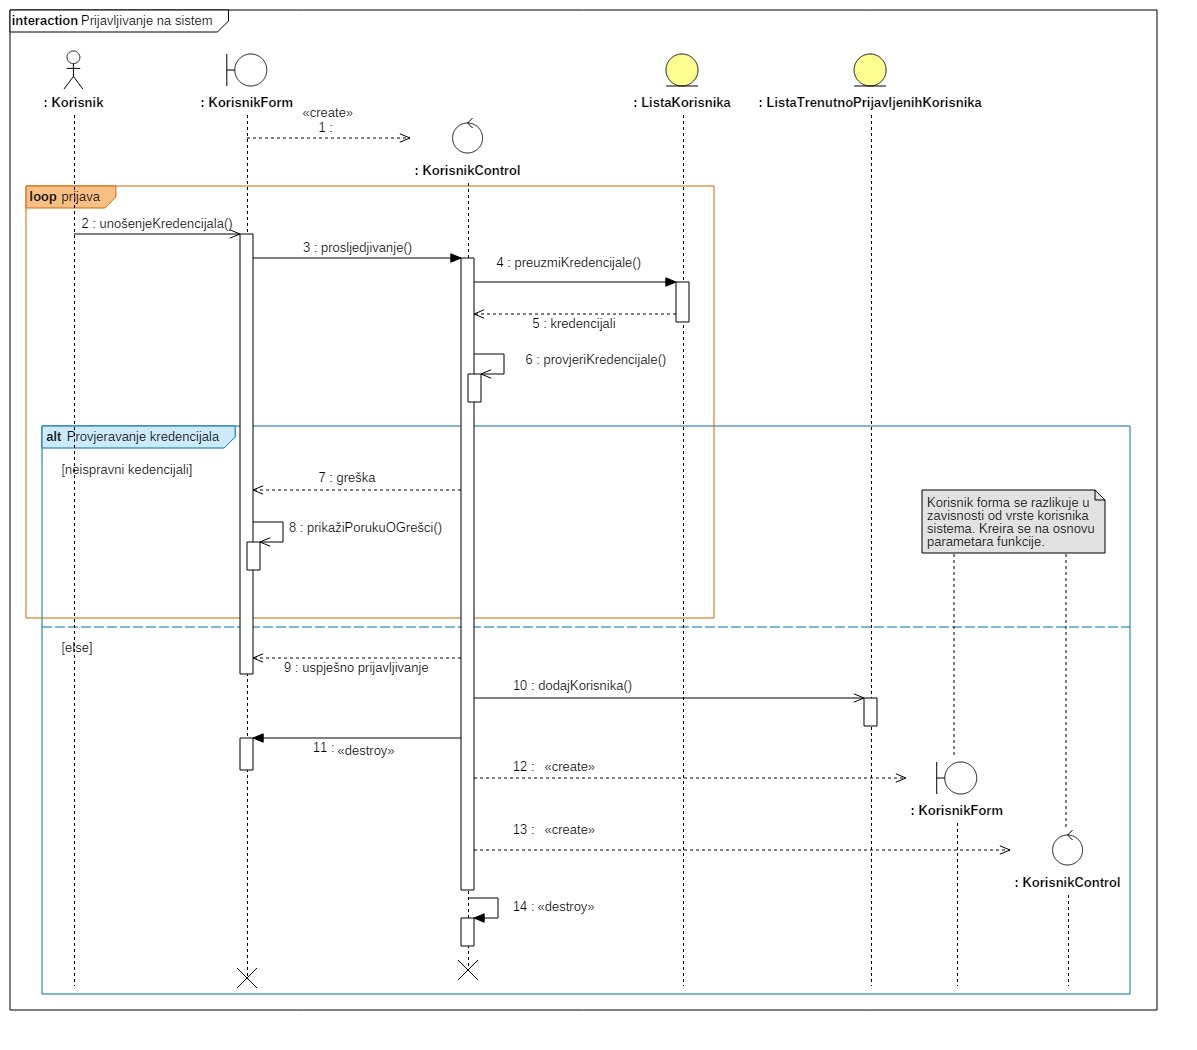 interaction Prijavljivanje na sistem
: Korisnik
: KorisnikForm
: ListaKorisnika
: ListaTrenutnoPrijavljenihKorisnika
«create»
1 :
: KorisnikControl
loop prijava
2 : unošenjeKredencijala()
3 : prosljedjivanje()
4 : preuzmiKredencijale()
5 : kredencijali
6 : provjeriKredencijale()
alt Provjeravanje kredencijala
[neispravni kedencijali]
7 : greška
8 : prikažiPorukuOGrešci()
Korisnik forma se razlikuje u
zavisnosti od vrste korisnika
sistema. Kreira se na osnovu
parametara funkcije.
[else]
9 : uspješno prijavljivanje
10 : dodajKorisnika()
11 : «destroy»
12 : «create»
: KorisnikForm
13 : «create»
: KorisnikControl
14 : «destroy»